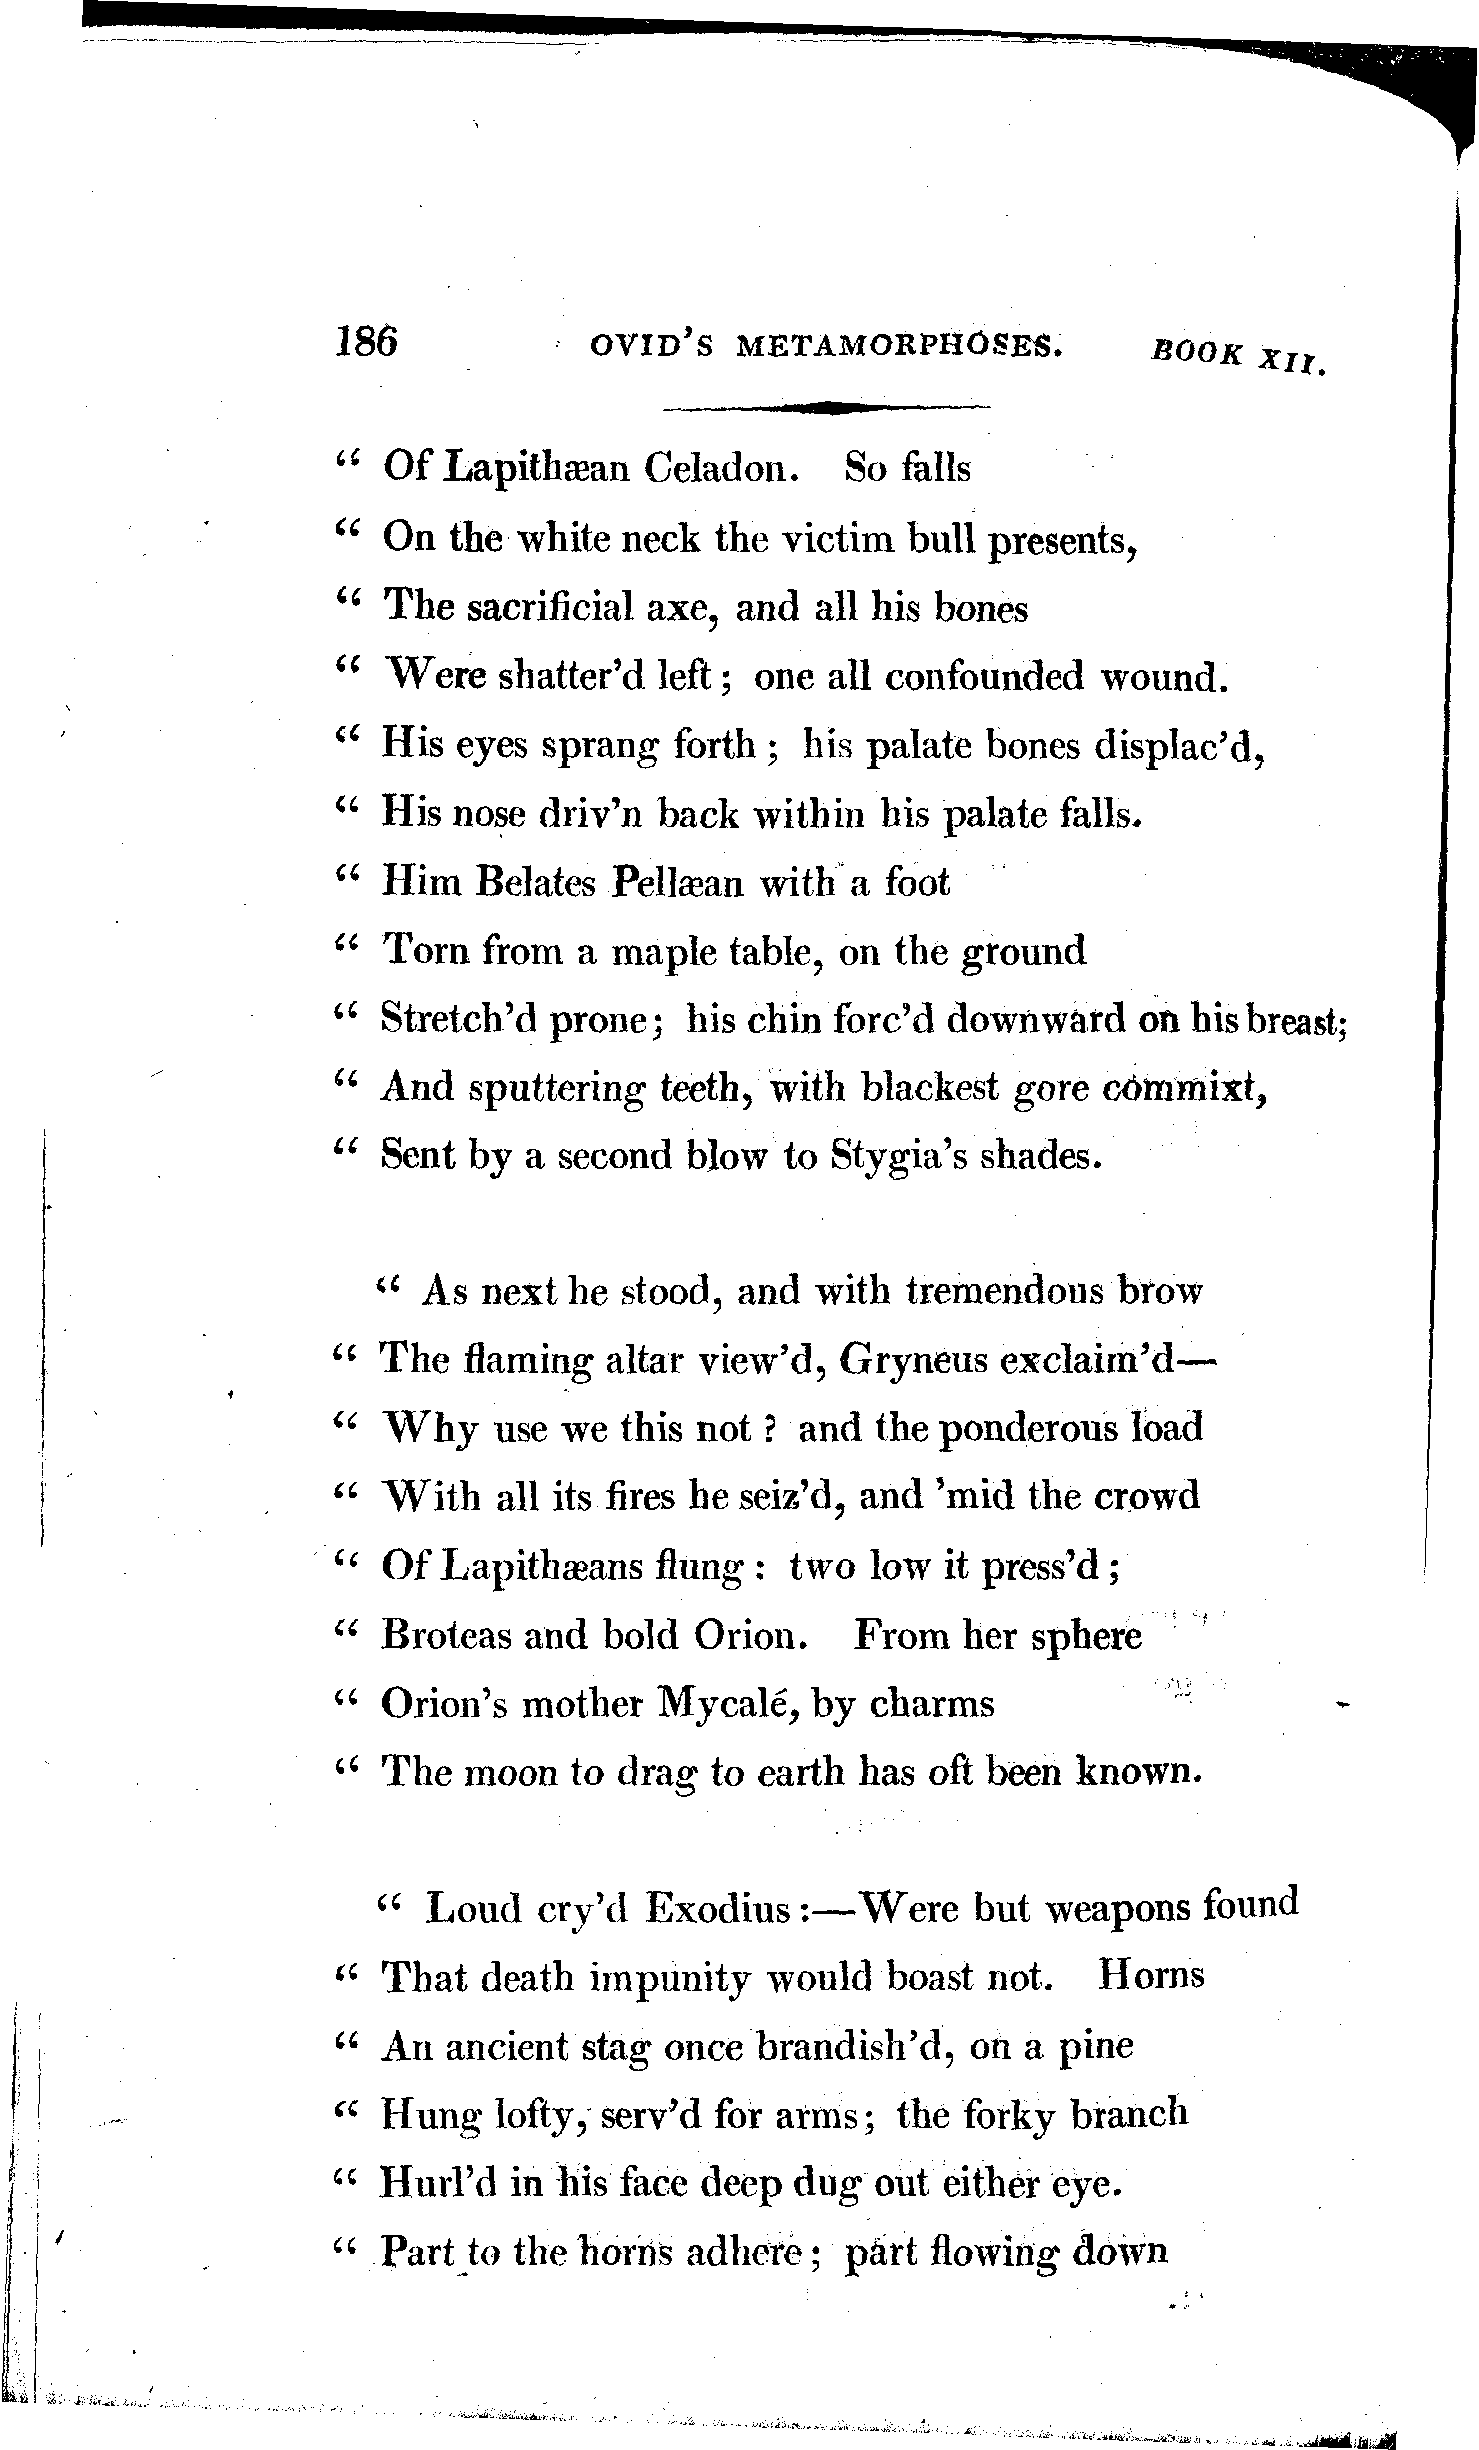 186 OVID'S METAMORPHOSES. BOOK XII.
“ Of Lapithæan Celadon. So falls
“ On the white neck the victim bull presents,
“ The sacrificial axe, and all his bones
“ Were shatter'd left; one all confounded wound.
“ His eyes sprang forth; his palate bones displac'd,
“ His nose driv'n back within his palate falls.
“ Him Belates Pellæan with a foot
“ Torn from a maple table, on the ground
“ Stretch'd prone; his chin forc'd downward on his breast;
“ And sputtering teeth, with blackest gore commixt,
“ Sent by a second blow to Stygia's shades.
“ As next he stood, and with tremendous brow
“ The flaming altar view'd, Gryneus exclaim'd—
“ Why use we this not? and the ponderous load
“ With all its fires he seiz'd, and 'mid the crowd
“ Of Lapithæans flung: two low it press'd;
“ Broteas and bold Orion. From her sphere
“ Orion's mother Mycalé, by charms
“ The moon to drag to earth has oft been known.
“ Loud cry'd Exodius:—Were but weapons found
“ That death impunity would boast not. Horns
“ An ancient stag once brandish'd, on a pine
“ Hung lofty, serv'd for arms; the forky branch
“ Hurl'd in his face deep dug out either eye.
“ Part to the horns adhere; part flowing down